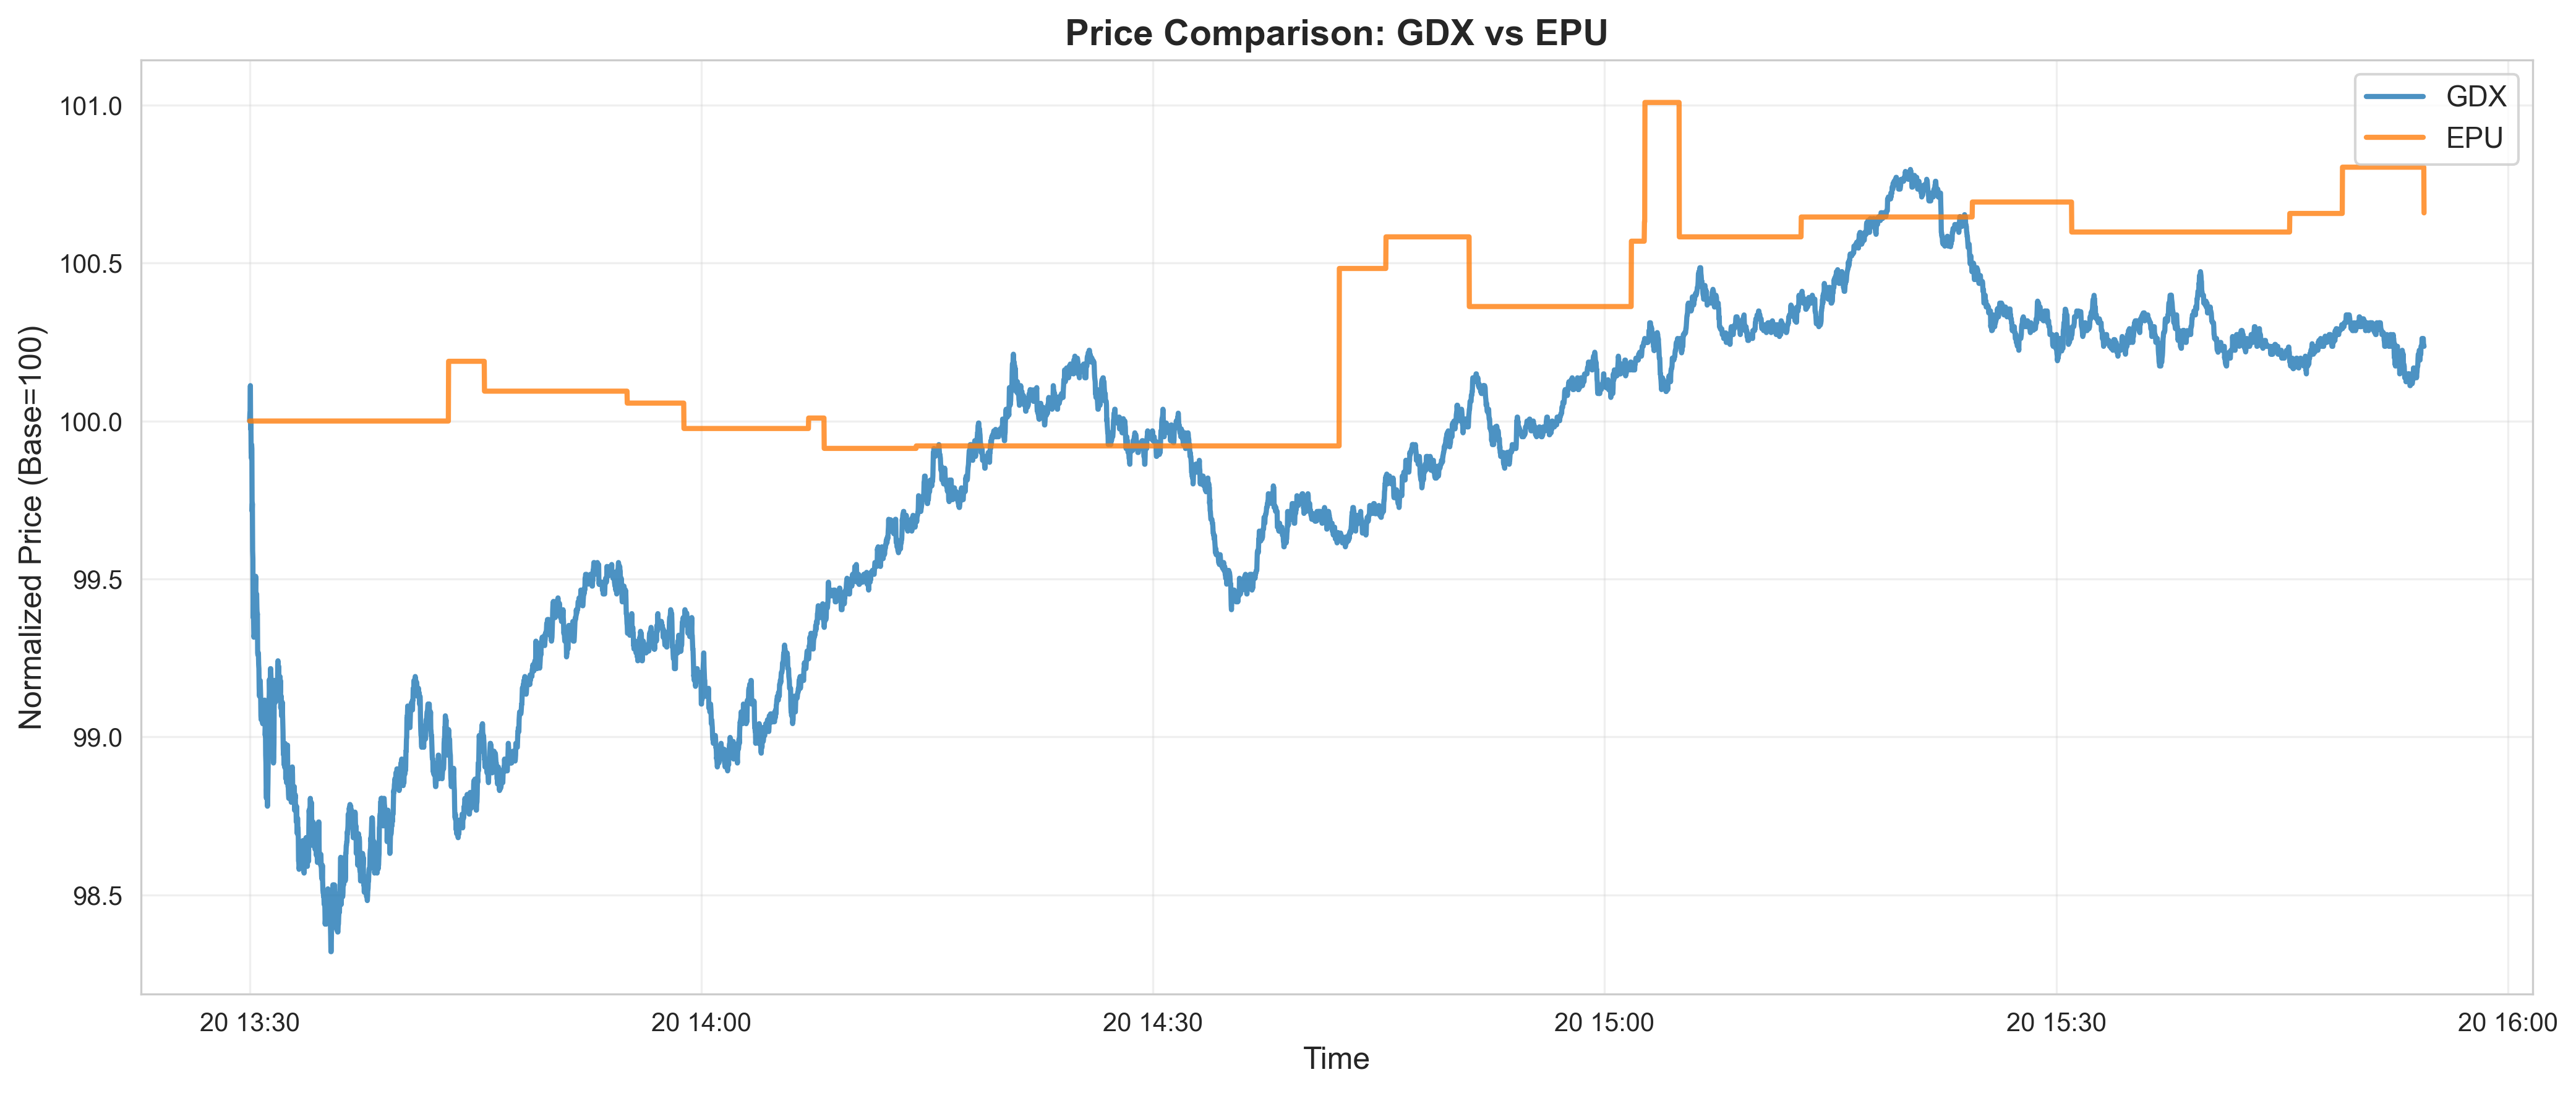 Price Comparison: GDX vs EPU
GDX
EPU
Normalized Price (Base=100)
101.0
100.5
100.0
99.5
99.0
98.5
20 13:30
20 14:00
20 14:30
20 15:00
20 15:30
20 16:00
Time